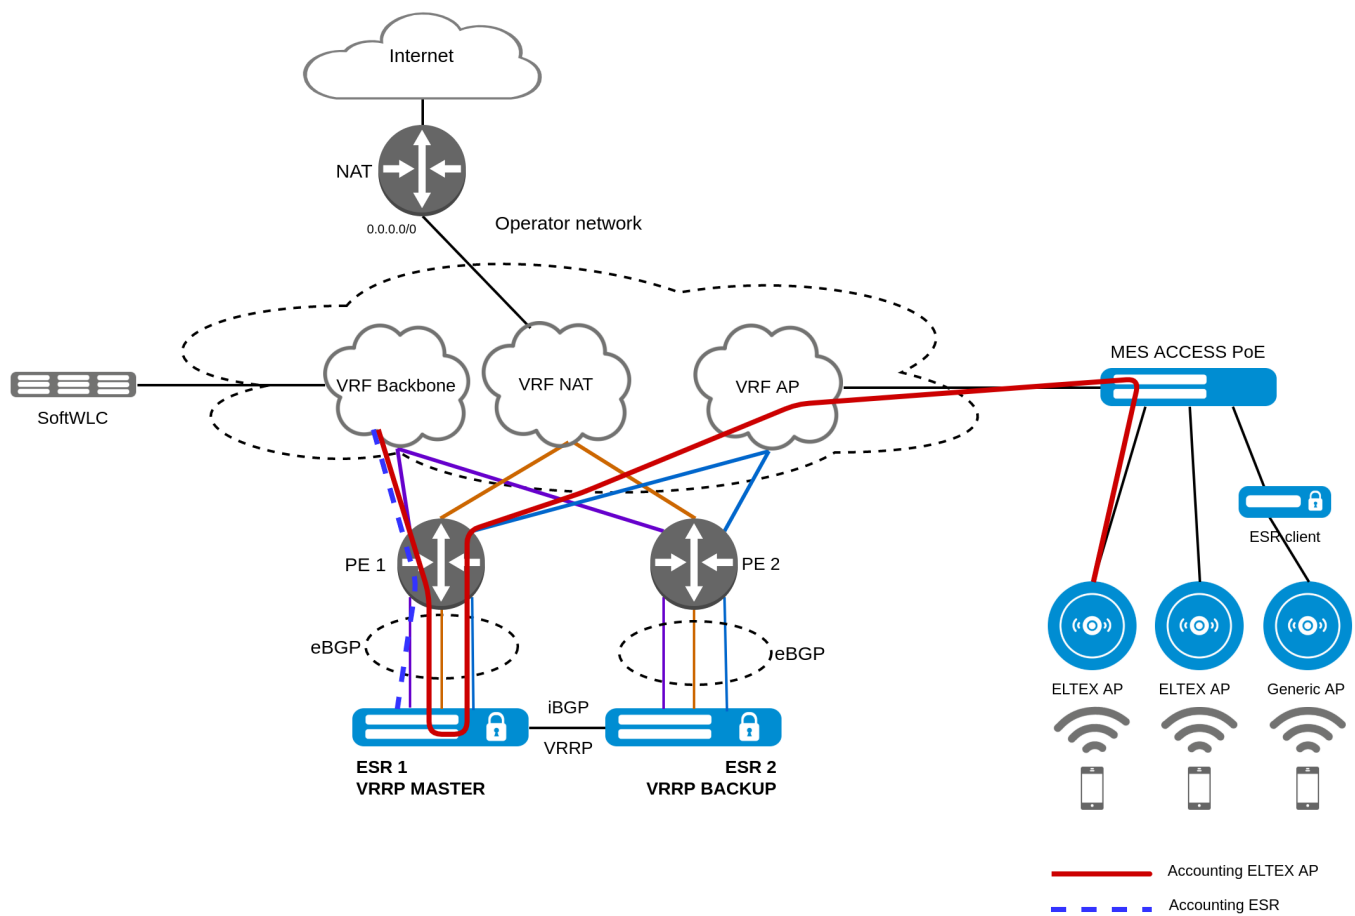 Internet
NAT
0.0.0.0/0
Operator network
VRF Backbone
VRF NAT
VRF AP
MES ACCESS PoE
SoftWLC
ESR client
PE 1
PE 2
eBGP
eBGP
ELTEX AP
ELTEX AP
Generic AP
iBGP
VRRP
ESR 1
VRRP MASTER
ESR 2
VRRP BACKUP
Accounting ELTEX AP
Accounting ESR